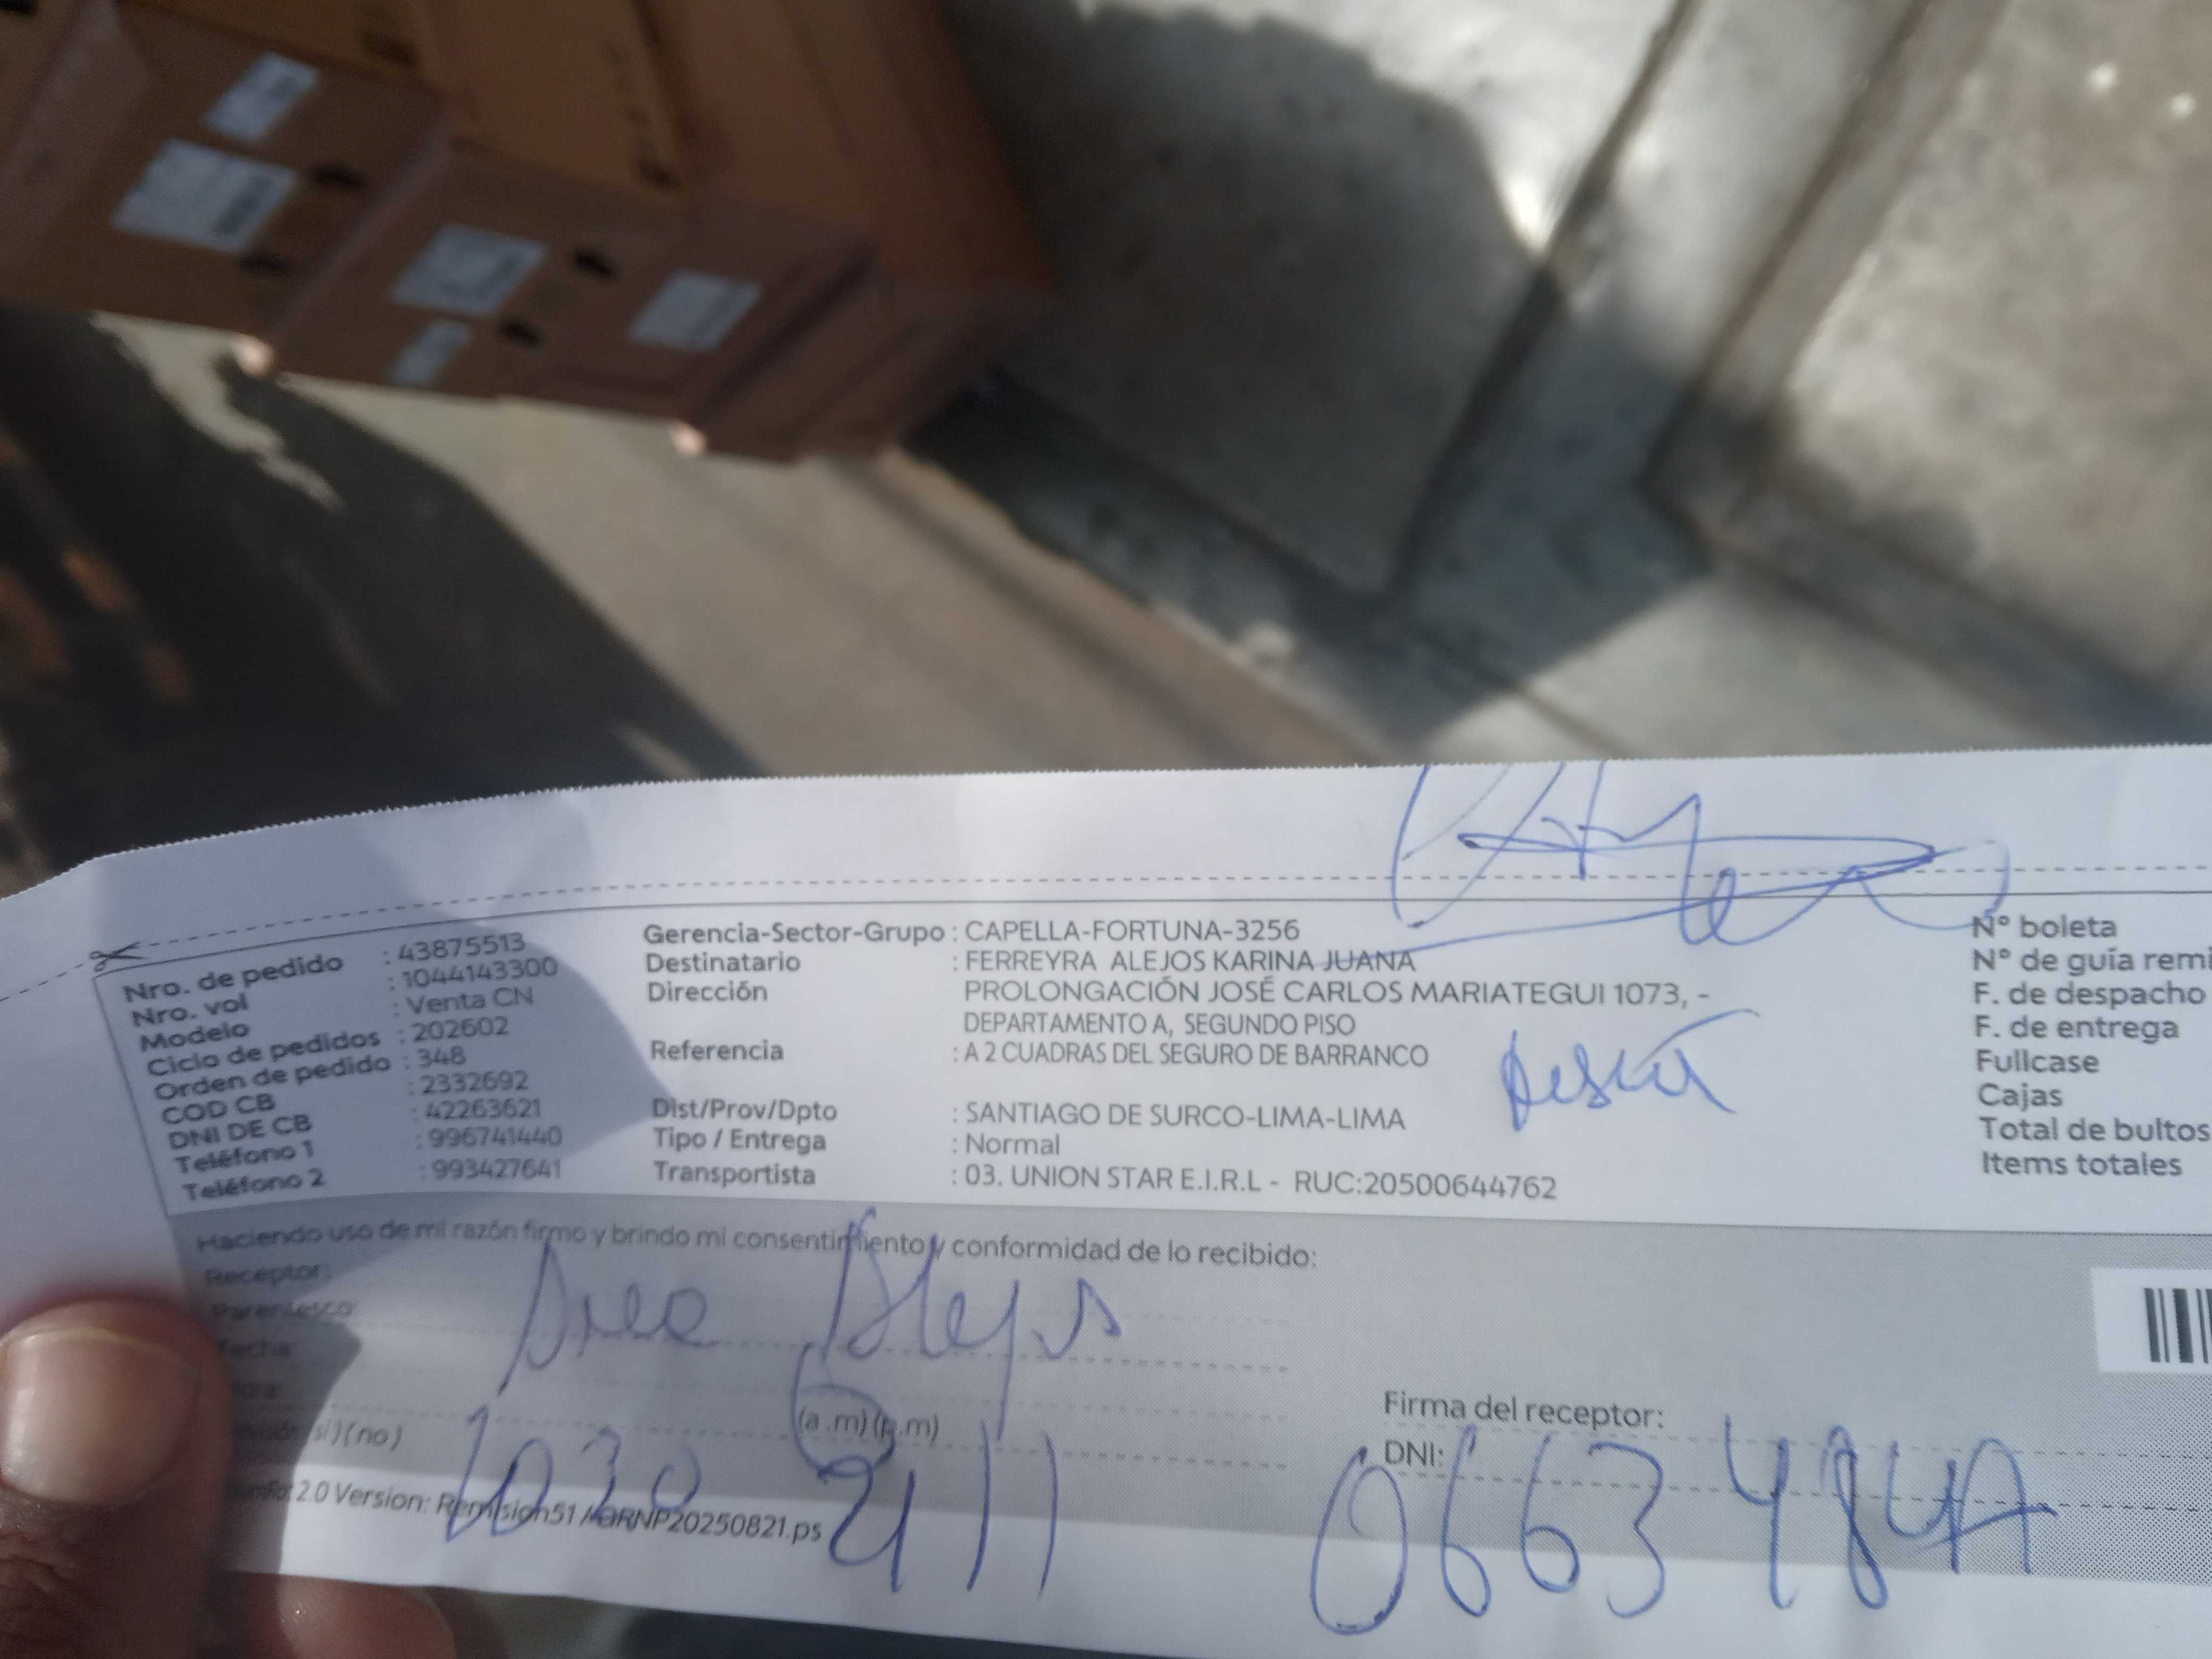 Nro. de pedido : 43875513
Nro. vol : 1044143300
Modelo : Venta CN
Ciclo de pedidos : 202602
Orden de pedido : 348
COD CB : 2332692
DNI DE CB : 42263621
Teléfono 1 : 996741440
Teléfono 2 : 993427641
Gerencia-Sector-Grupo : CAPELLA-FORTUNA-3256
Destinatario : FERREYRA ALEJOS KARINA JUANA
Dirección PROLONGACIÓN JOSÉ CARLOS MARIATEGUI 1073, -
DEPARTAMENTO A, SEGUNDO PISO
Referencia : A 2 CUADRAS DEL SEGURO DE BARRANCO
Dist/Prov/Dpto : SANTIAGO DE SURCO-LIMA-LIMA
Tipo / Entrega : Normal
Transportista : 03. UNION STAR E.I.R.L - RUC:20500644762
N° boleta
N° de guía remi
F. de despacho
F. de entrega
Fullcase
Cajas
Total de bultos
Items totales
Haciendo uso de mi razón firmo y brindo mi consentimiento y conformidad de lo recibido:
Receptor:
Parentesco:
Fecha:
(a.m) (p.m)
(si) (no)
2.0 Version: Remision51 / GRNP20250821.ps
Firma del receptor:
DNI: